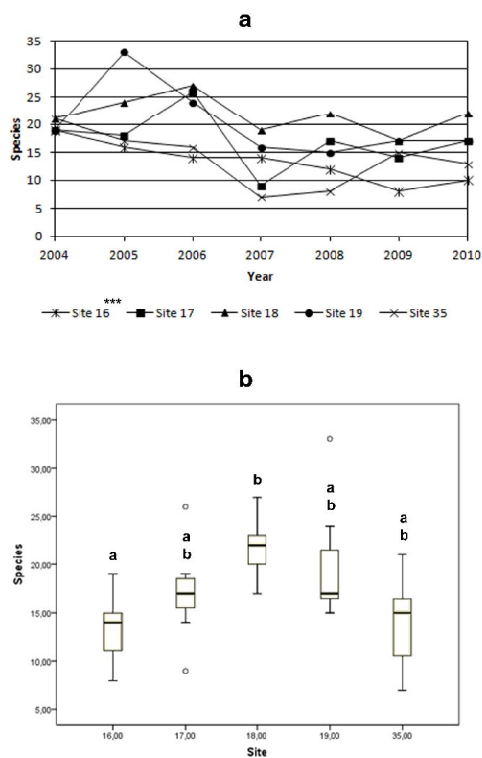 a
35
30
25
20
15
10
5
0
Species
2004 2005 2006 2007 2008 2009 2010
Year
Site 16 *** Site 17 Site 18 Site 19 Site 35
b
35,00
30,00
25,00
20,00
15,00
10,00
5,00
Species
a
a
b
b
a
b
a
b
16,00 17,00 18,00 19,00 35,00
Site